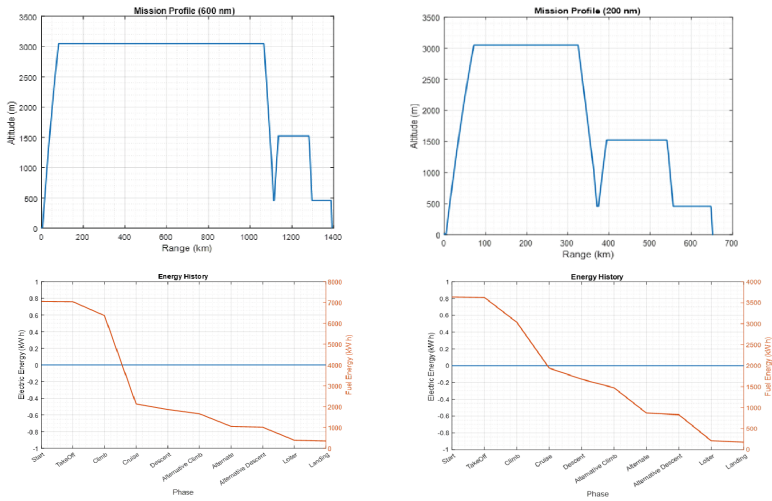 Mission Profile (600 nm)
3500
3000
2500
2000
1500
1000
500
0
Altitude (m)
0 200 400 600 800 1000 1200 1400
Range (km)
Mission Profile (200 nm)
3500
3000
2500
2000
1500
1000
500
0
Altitude (m)
0 100 200 300 400 500 600 700
Range (km)
Energy History
1
0.8
0.6
0.4
0.2
0
-0.2
-0.4
-0.6
-0.8
-1
Electric Energy (kWh)
8000
7000
6000
5000
4000
3000
2000
1000
0
Fuel Energy (kWh)
Start
TakeOff
Climb
Cruise
Descent
Alternative Climb
Alternate
Alternative Descent
Loiter
Landing
Phase
Energy History
1
0.8
0.6
0.4
0.2
0
-0.2
-0.4
-0.6
-0.8
-1
Electric Energy (kWh)
4000
3500
3000
2500
2000
1500
1000
500
0
Fuel Energy (kWh)
Start
TakeOff
Climb
Cruise
Descent
Alternative Climb
Alternate
Alternative Descent
Loiter
Landing
Phase